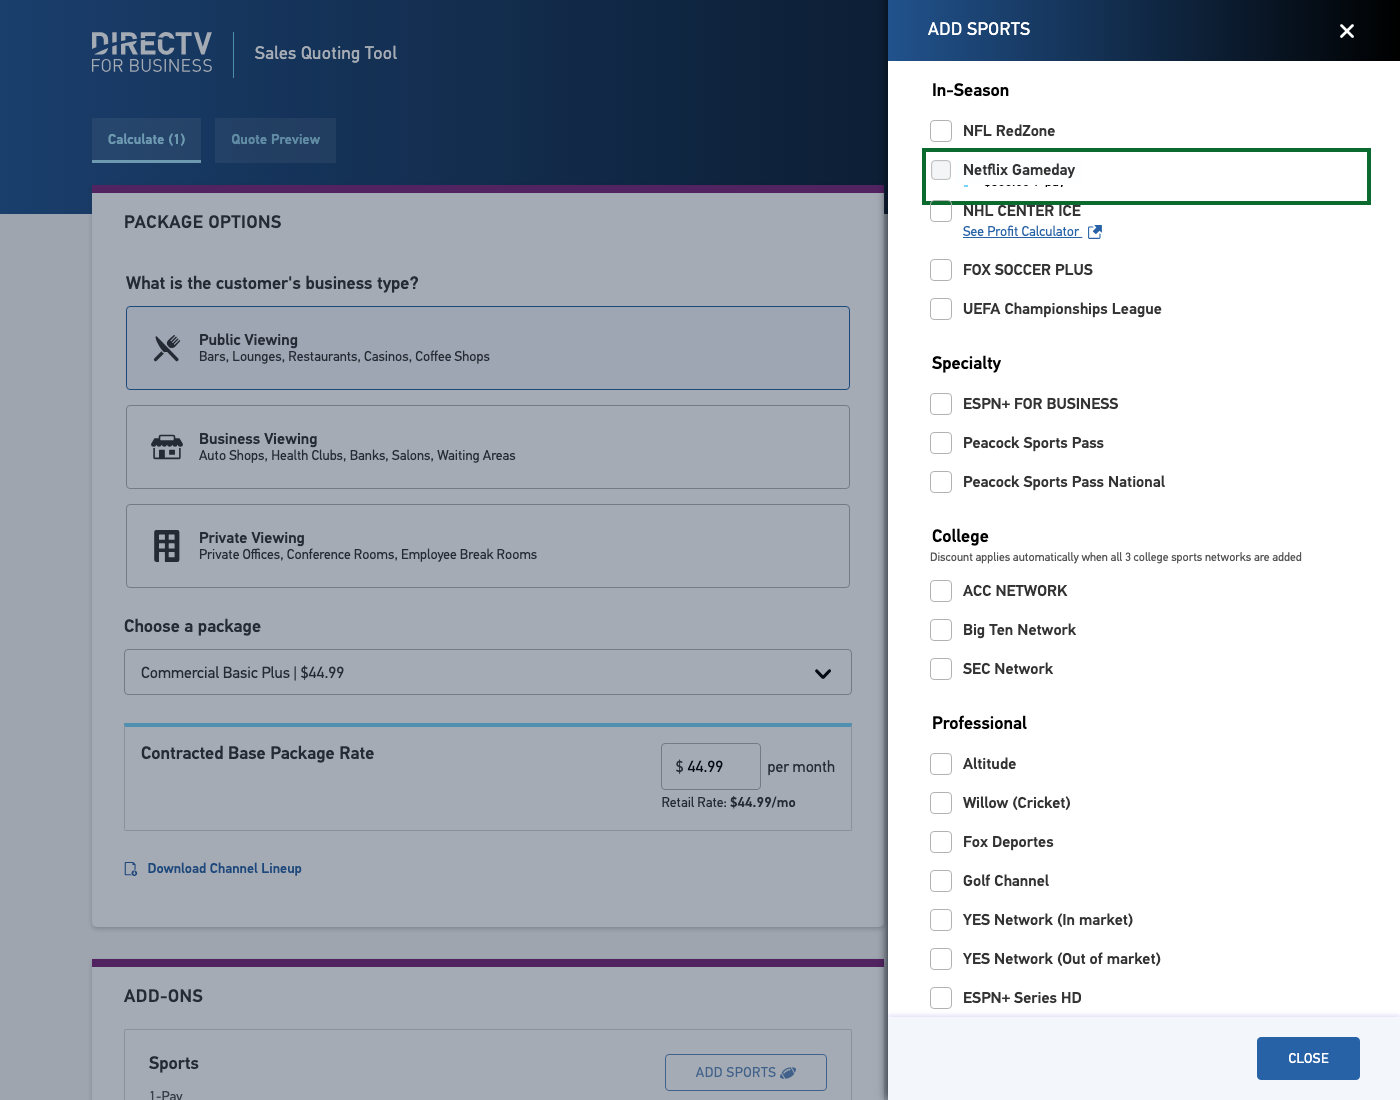 DIRECTV
FOR BUSINESS
Sales Quoting Tool
Calculate (1)
Quote Preview
PACKAGE OPTIONS
What is the customer's business type?
Public Viewing
Bars, Lounges, Restaurants, Casinos, Coffee Shops
Business Viewing
Auto Shops, Health Clubs, Banks, Salons, Waiting Areas
Private Viewing
Private Offices, Conference Rooms, Employee Break Rooms
Choose a package
Commercial Basic Plus | $44.99
Contracted Base Package Rate
$ 44.99 per month
Retail Rate: $44.99/mo
Download Channel Lineup
ADD-ONS
Sports
ADD SPORTS
1-Pay
ADD SPORTS
In-Season
NFL RedZone
Netflix Gameday
NHL CENTER ICE
See Profit Calculator
FOX SOCCER PLUS
UEFA Championships League
Specialty
ESPN+ FOR BUSINESS
Peacock Sports Pass
Peacock Sports Pass National
College
Discount applies automatically when all 3 college sports networks are added
ACC NETWORK
Big Ten Network
SEC Network
Professional
Altitude
Willow (Cricket)
Fox Deportes
Golf Channel
YES Network (In market)
YES Network (Out of market)
ESPN+ Series HD
CLOSE